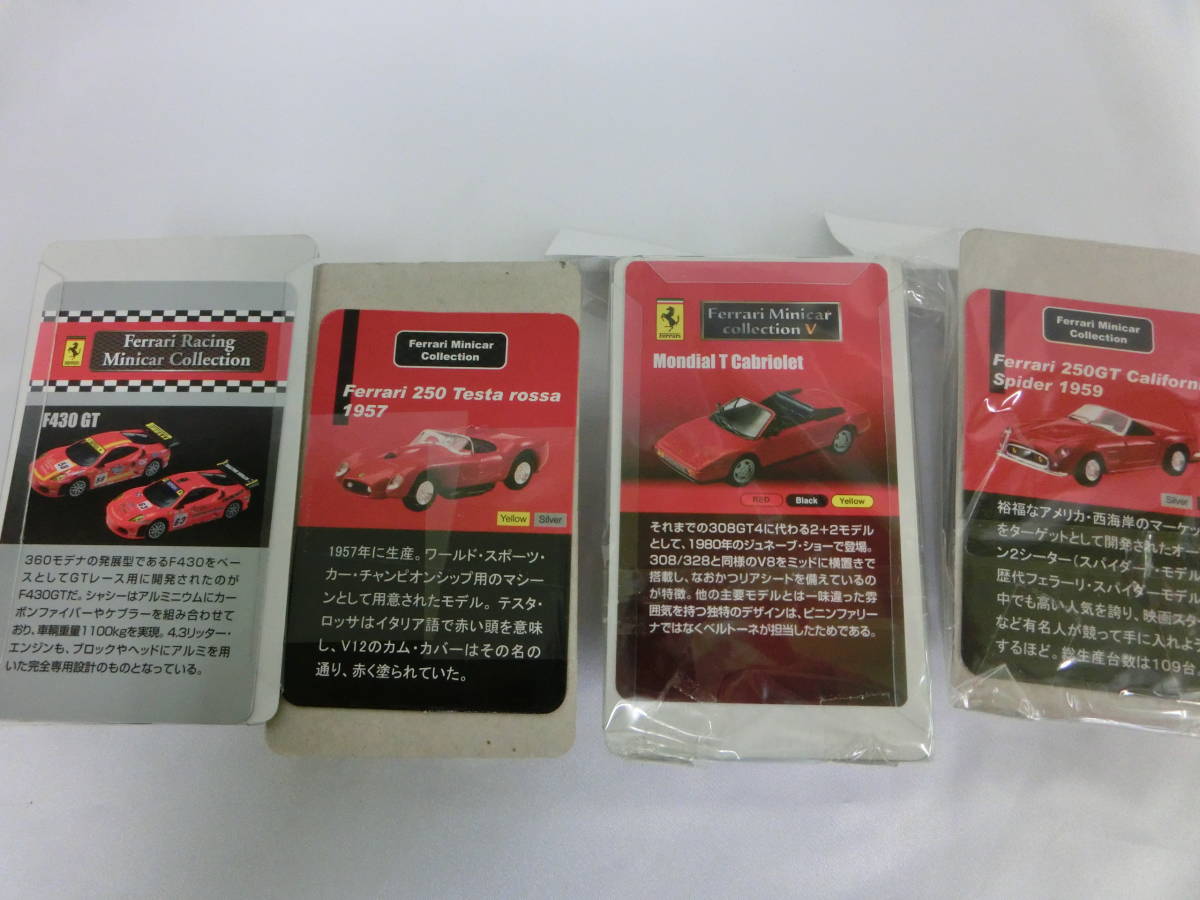 Ferrari Racing
Minicar Collection
F430 GT
360モデナの発展型であるF430をベー
スとしてGTレース用に開発されたのが
F430GTだ。シャシーはアルミニウムにカー
ボンファイバーやケブラーを組み合わせて
おり、車輌重量1100kgを実現。4.3リッター・
エンジンも、ブロックやヘッドにアルミを用
いた完全専用設計のものとなっている。
Ferrari Minicar
Collection
Ferrari 250 Testa rossa
1957
Yellow Silver
1957年に生産。ワールド・スポーツ・
カー・チャンピオンシップ用のマシー
ンとして用意されたモデル。テスタ・
ロッサはイタリア語で赤い頭を意味
し、V12のカム・カバーはその名の
通り、赤く塗られていた。
Ferrari
Ferrari Minicar
collection V
Mondial T Cabriolet
RED Black Yellow
それまでの308GT4に代わる2+2モデル
として、1980年のジュネーブ・ショーで登場。
308/328と同様のV8をミッドに横置きで
搭載し、なおかつリアシートを備えているの
が特徴。他の主要モデルとは一味違った雰
囲気を持つ独特のデザインは、ピニンファリー
ナではなくベルトーネが担当したためである。
Ferrari Minicar
Collection
Ferrari 250GT Californ
Spider 1959
Silver
裕福なアメリカ・西海岸のマーケッ
をターゲットとして開発されたオー
ン2シーター(スパイダー)モデル
歴代フェラーリ・スパイダーモデル
中でも高い人気を誇り、映画スタ
など有名人が競って手に入れよ
するほど。総生産台数は109台